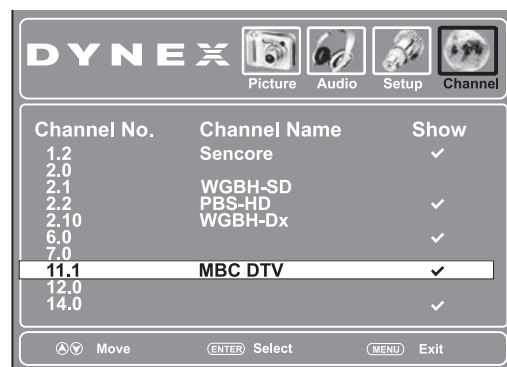 DYNEX
Picture Audio Setup Channel
Channel No. Channel Name Show
1.2 Sencore ✓
2.0
2.1 WGBH-SD
2.2 PBS-HD ✓
2.10 WGBH-Dx
6.0 ✓
7.0
11.1 MBC DTV ✓
12.0
14.0 ✓
Move ENTER Select MENU Exit